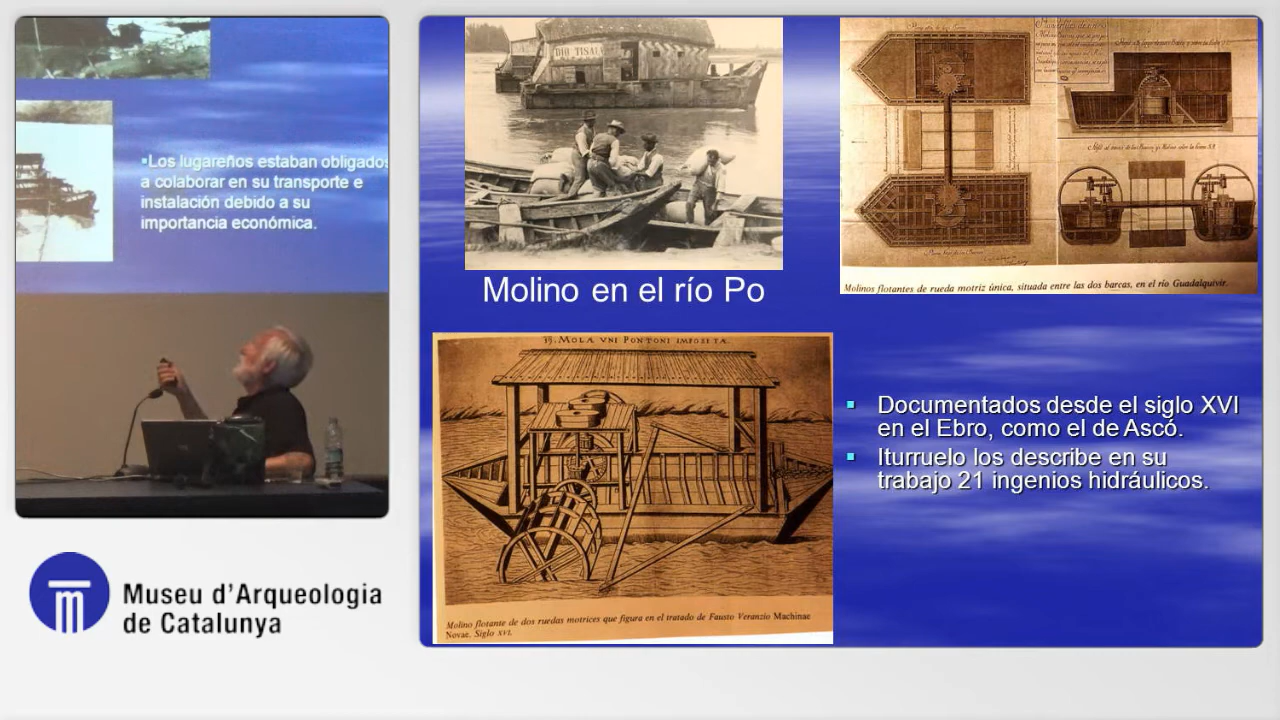 ▪Los lugareños estaban obligados
a colaborar en su transporte e
instalación debido a su
importancia económica.
Museu d'Arqueologia
de Catalunya
DIO TISALV
Molino en el río Po
Molinos flotantes de rueda motriz única, situada entre las dos barcas, en el río Guadalquivir.
15. MOLA VNI PONTONI IMPOSITA.
Molino flotante de dos ruedas motrices que figura en el tratado de Fausto Veranzio Machinae
Novae. Siglo XVI.
▪ Documentados desde el siglo XVI
en el Ebro, como el de Ascó.
▪ Iturruelo los describe en su
trabajo 21 ingenios hidráulicos.